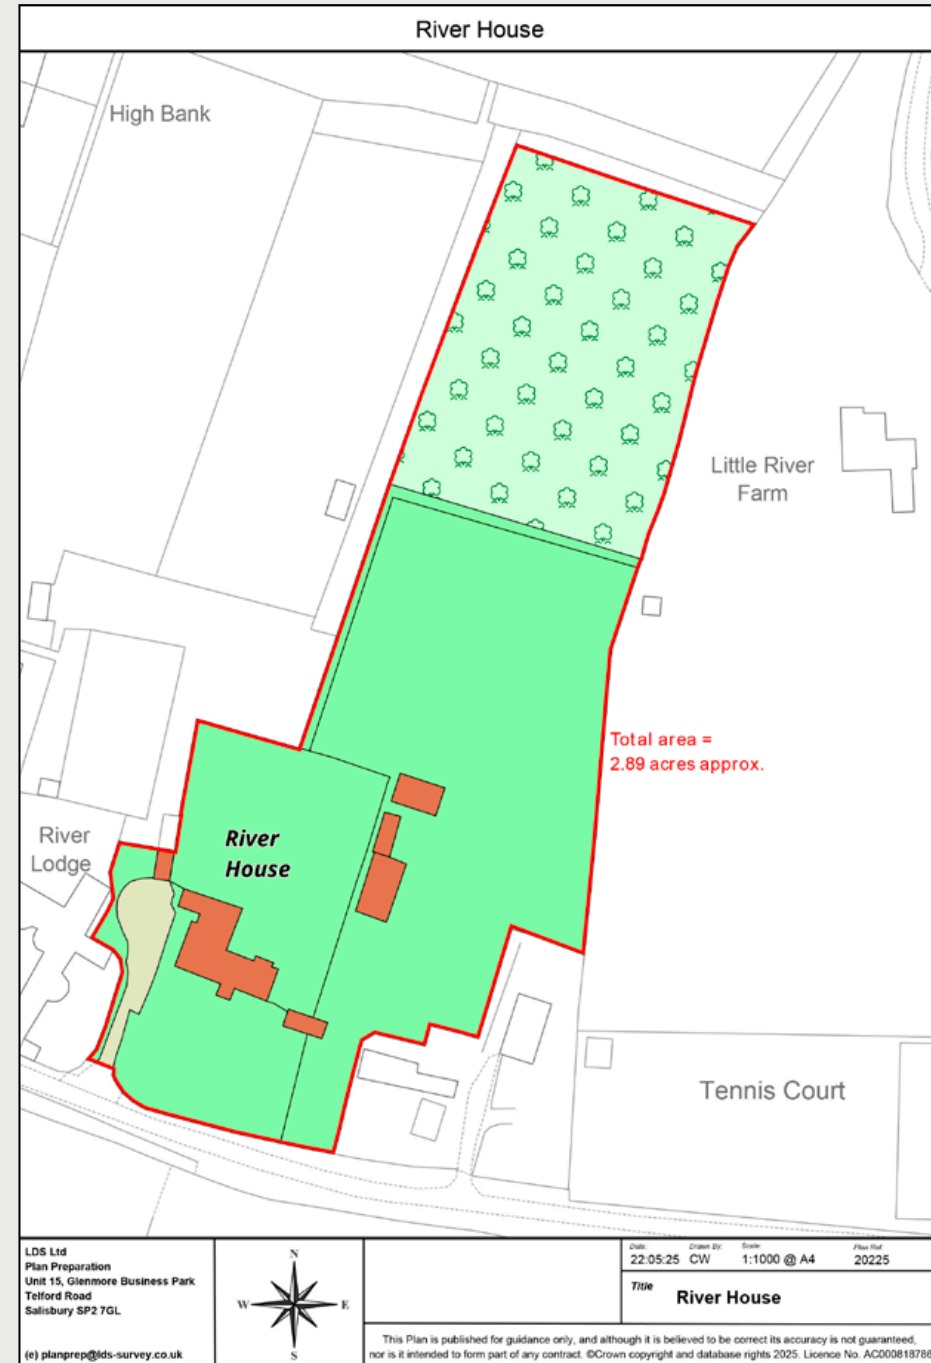 River House
High Bank
Little River
Farm
Total area =
2.89 acres approx.
River
House
River
Lodge
Tennis Court
LDS Ltd
Plan Preparation
Unit 15, Glenmore Business Park
Telford Road
Salisbury SP2 7GL
(e) planprep@lds-survey.co.uk
N
W E
S
Date: Drawn By: Scale: Plan Ref:
22:05:25 CW 1:1000 @ A4 20225
Title River House
This Plan is published for guidance only, and although it is believed to be correct its accuracy is not guaranteed,
nor is it intended to form part of any contract. ©Crown copyright and database rights 2025. Licence No. AC000818786